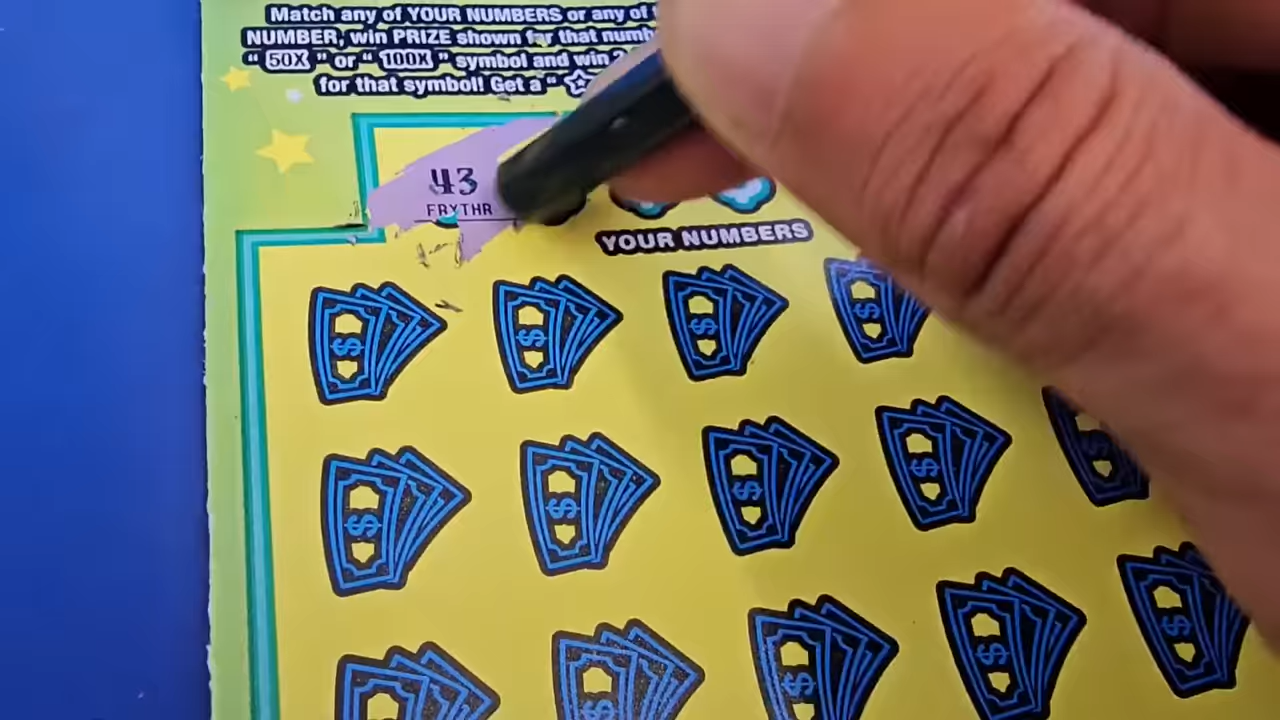 Match any of YOUR NUMBERS or any of
NUMBER, win PRIZE shown for that numb
" 50X " or " 100X " symbol and win
for that symbol! Get a "
43
FRYTHR
YOUR NUMBERS
$ $ $ $
$ $ $ $ $
$ $ $ $ $